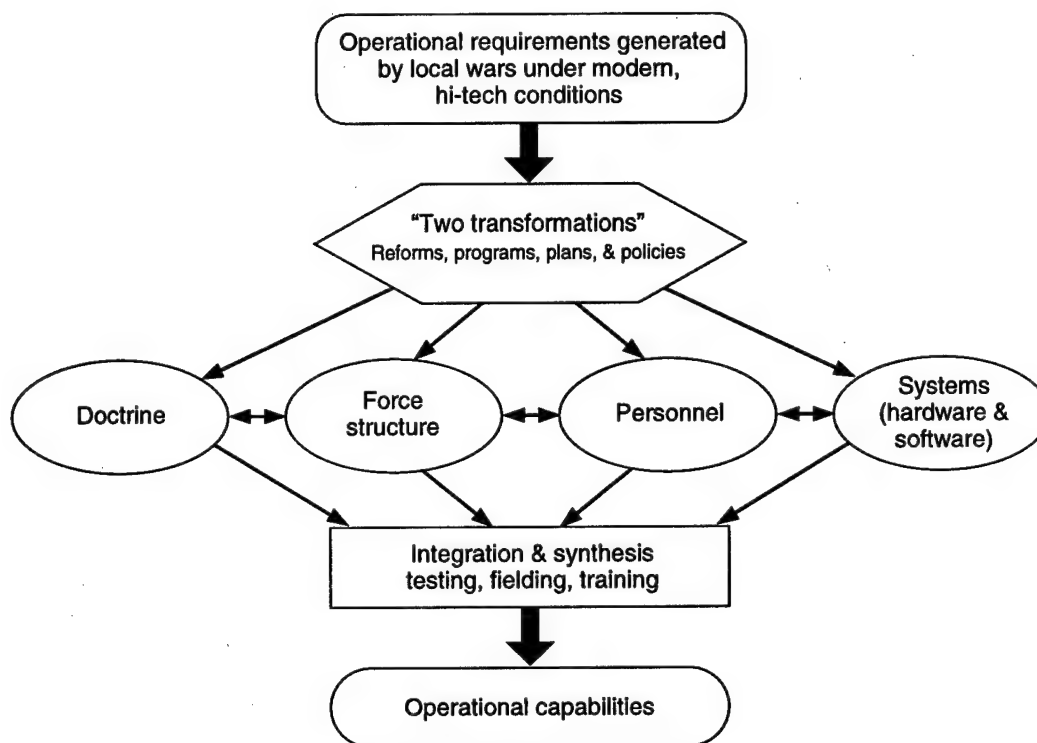 Operational requirements generated
by local wars under modern,
hi-tech conditions
"Two transformations"
Reforms, programs, plans, & policies
Doctrine
Force
structure
Personnel
Systems
(hardware &
software)
Integration & synthesis
testing, fielding, training
Operational capabilities